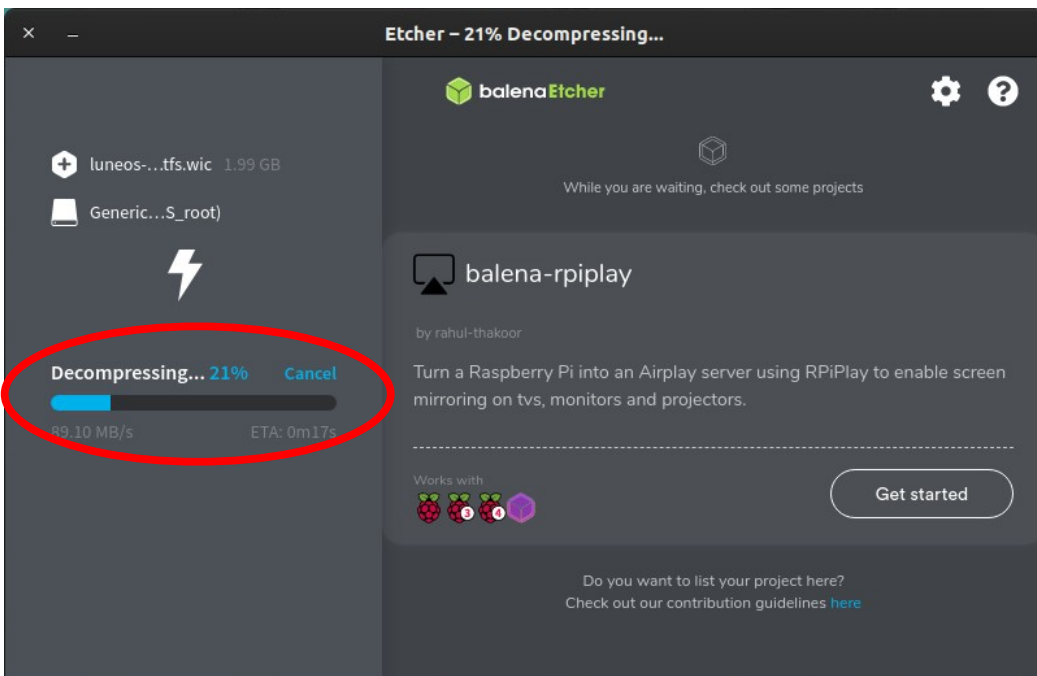 Etcher – 21% Decompressing...
balenaEtcher
luneos-...tfs.wic 1.99 GB
Generic...S_root)
While you are waiting, check out some projects
balena-rpiplay
by rahul-thakoor
Decompressing... 21% Cancel
89.10 MB/s ETA: 0m17s
Turn a Raspberry Pi into an Airplay server using RPiPlay to enable screen
mirroring on tvs, monitors and projectors.
Works with
3 4
Get started
Do you want to list your project here?
Check out our contribution guidelines here